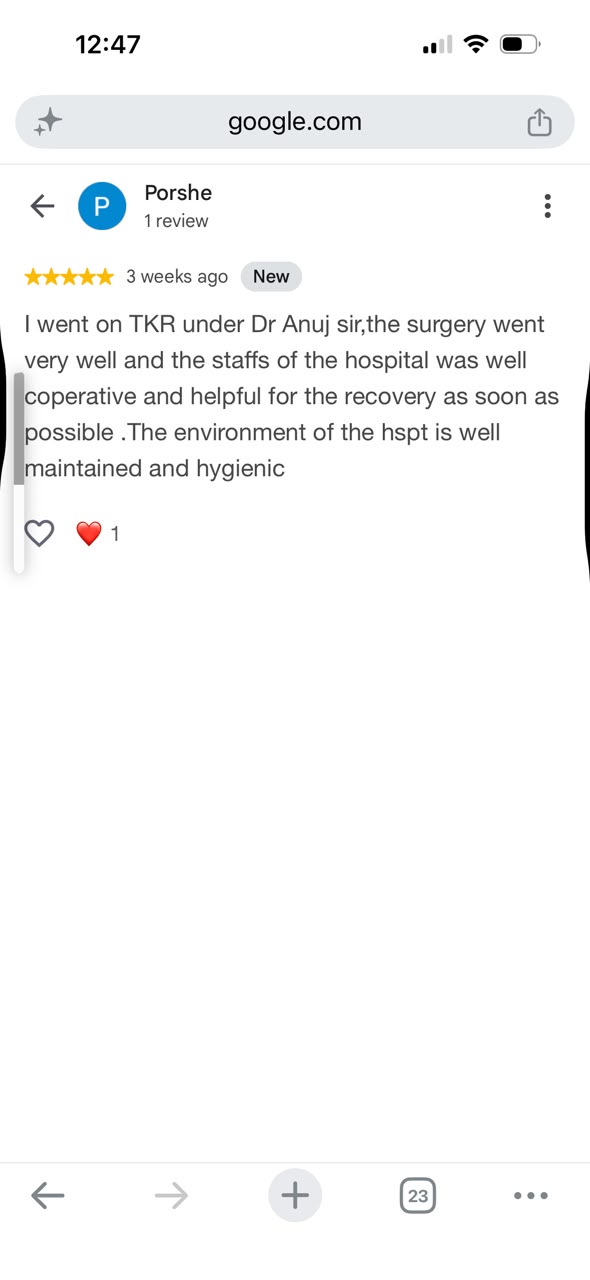 12:47
google.com
P
Porshe
1 review
3 weeks ago New
I went on TKR under Dr Anuj sir,the surgery went
very well and the staffs of the hospital was well
coperative and helpful for the recovery as soon as
possible .The environment of the hspt is well
maintained and hygienic
1
23